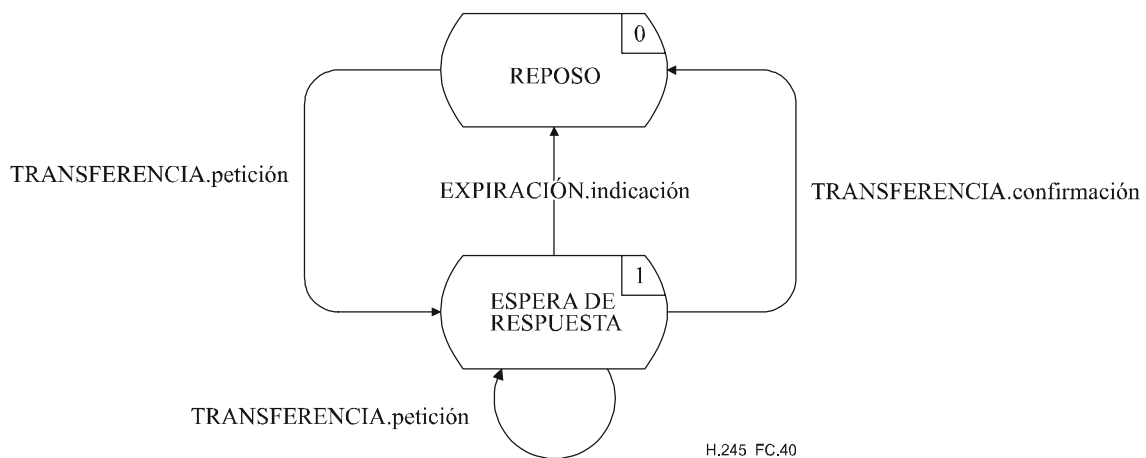 0
REPOSO
TRANSFERENCIA.petición
EXPIRACIÓN.indicación
TRANSFERENCIA.confirmación
1
ESPERA DE
RESPUESTA
TRANSFERENCIA.petición
H.245_FC.40